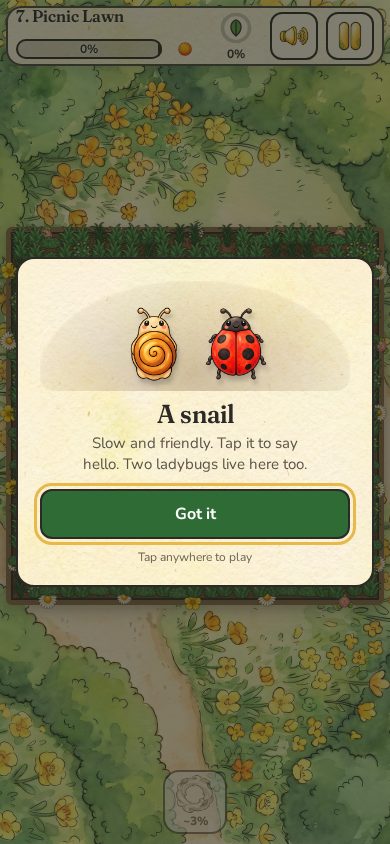 7. Picnic Lawn
0%
0%
A snail
Slow and friendly. Tap it to say
hello. Two ladybugs live here too.
Got it
Tap anywhere to play
~3%